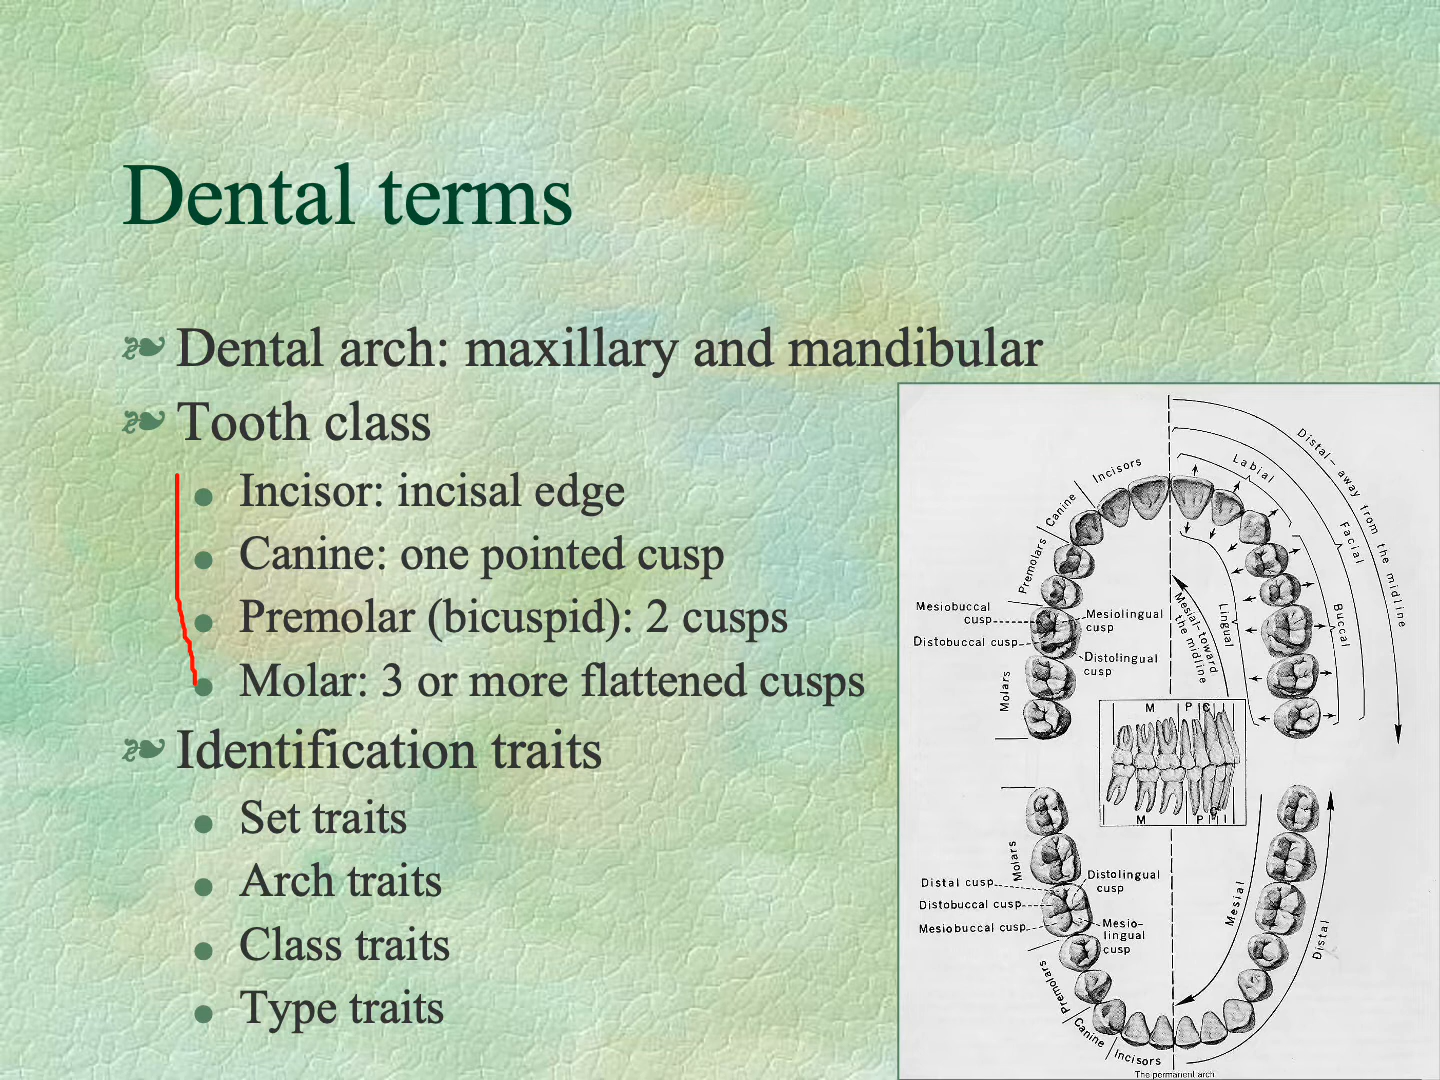 Dental terms
Dental arch: maxillary and mandibular
Tooth class
Incisor: incisal edge
Canine: one pointed cusp
Premolar (bicuspid): 2 cusps
Molar: 3 or more flattened cusps
Identification traits
Set traits
Arch traits
Class traits
Type traits
Incisors
Canine
Premolars
Molars
Mesiobuccal
cusp
Distobuccal cusp
Mesiolingual
cusp
Distolingual
cusp
Labial
Facial
Distal– away from the midline
Buccal
Lingual
Mesial–toward
the midline
M P C I
M P C I
Molars
Distal cusp
Distobuccal cusp
Mesiobuccal cusp
Distolingual
cusp
Mesio–
lingual
cusp
Mesial
Distal
Premolars
Canine
Incisors
The permanent arch